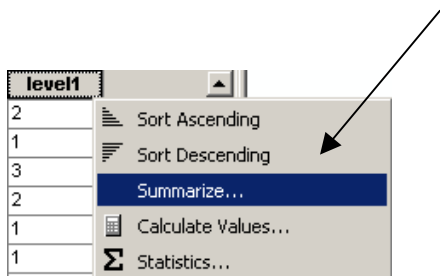 level1
2
1
3
2
1
1
Sort Ascending
Sort Descending
Summarize...
Calculate Values...
Σ Statistics...